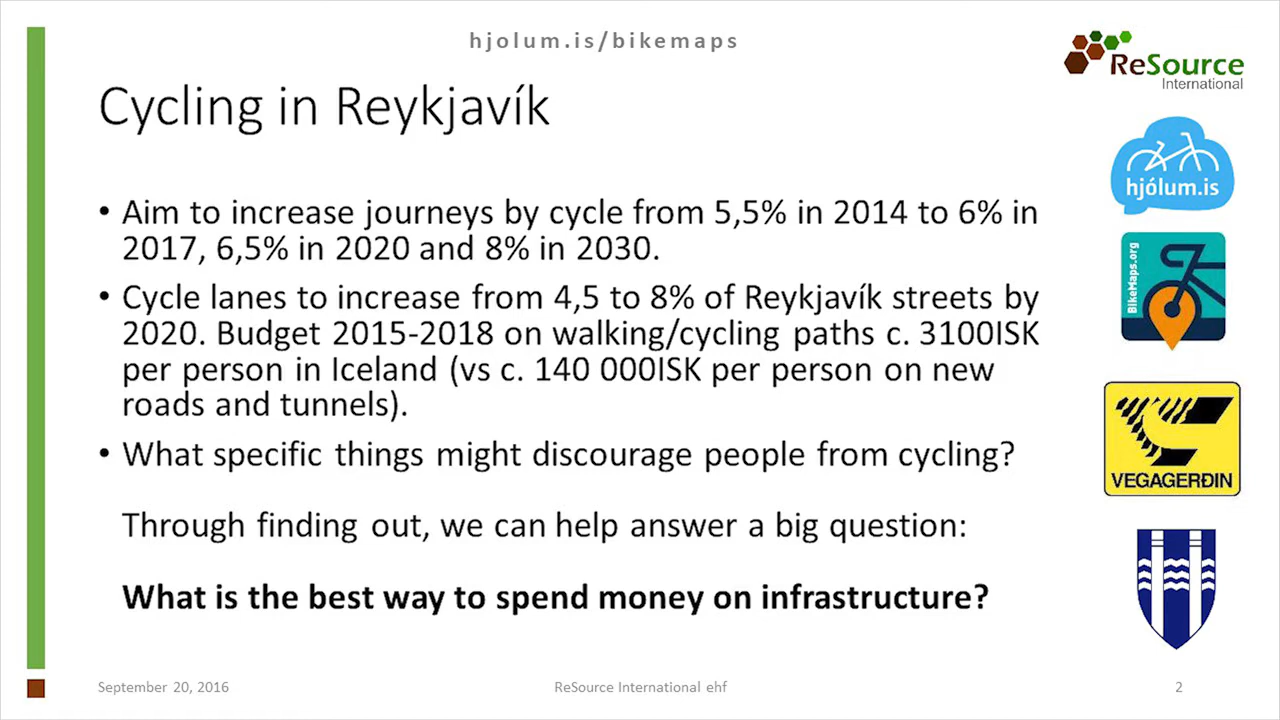 hjolum.is/bikemaps
ReSource
International
Cycling in Reykjavík
hjólum.is
• Aim to increase journeys by cycle from 5,5% in 2014 to 6% in
2017, 6,5% in 2020 and 8% in 2030.
BikeMaps.org
• Cycle lanes to increase from 4,5 to 8% of Reykjavík streets by
2020. Budget 2015-2018 on walking/cycling paths c. 3100ISK
per person in Iceland (vs c. 140 000ISK per person on new
roads and tunnels).
• What specific things might discourage people from cycling?
VEGAGERÐIN
Through finding out, we can help answer a big question:
What is the best way to spend money on infrastructure?
September 20, 2016
ReSource International ehf
2